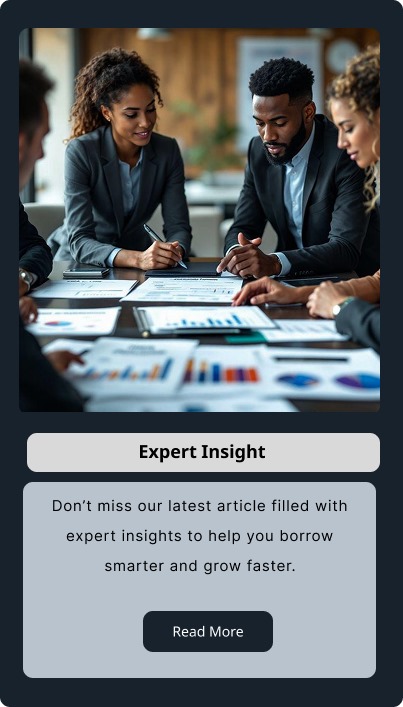 Expert Insight
Don’t miss our latest article filled with
expert insights to help you borrow
smarter and grow faster.
Read More